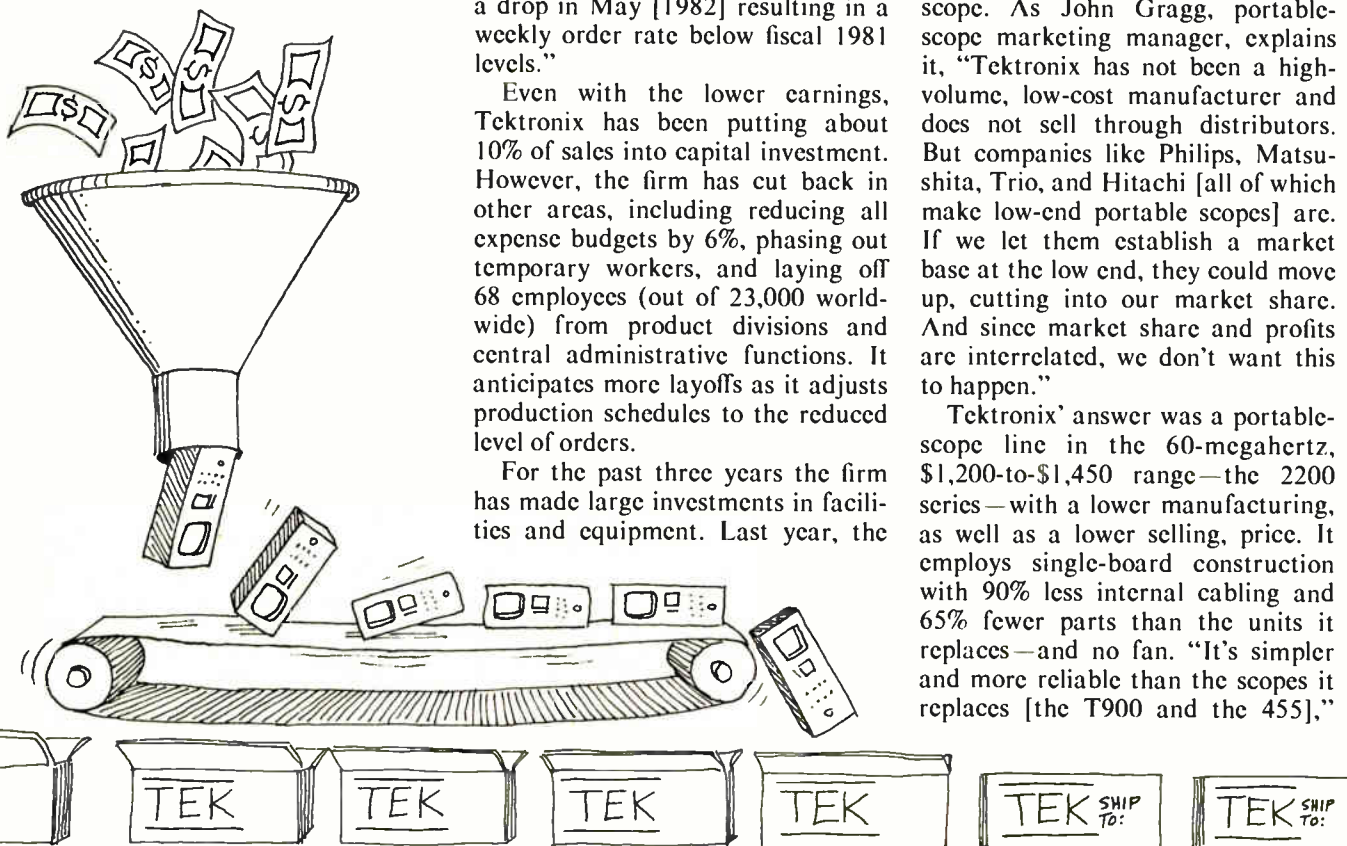 a drop in May [1982] resulting in a
weekly order rate below fiscal 1981
levels.”
Even with the lower earnings,
Tektronix has been putting about
10% of sales into capital investment.
However, the firm has cut back in
other areas, including reducing all
expense budgets by 6%, phasing out
temporary workers, and laying off
68 employees (out of 23,000 world-
wide) from product divisions and
central administrative functions. It
anticipates more layoffs as it adjusts
production schedules to the reduced
level of orders.
For the past three years the firm
has made large investments in facili-
ties and equipment. Last year, the
scope. As John Gragg, portable-
scope marketing manager, explains
it, “Tektronix has not been a high-
volume, low-cost manufacturer and
does not sell through distributors.
But companies like Philips, Matsu-
shita, Trio, and Hitachi [all of which
make low-end portable scopes] are.
If we let them establish a market
base at the low end, they could move
up, cutting into our market share.
And since market share and profits
are interrelated, we don’t want this
to happen.”
Tektronix’ answer was a portable-
scope line in the 60-megahertz,
$1,200-to-$1,450 range—the 2200
series—with a lower manufacturing,
as well as a lower selling, price. It
employs single-board construction
with 90% less internal cabling and
65% fewer parts than the units it
replaces—and no fan. “It’s simpler
and more reliable than the scopes it
replaces [the T900 and the 455],”
$
$
$
$
TEK
TEK
TEK
TEK
TEK SHIP TO:
TEK SHIP TO: